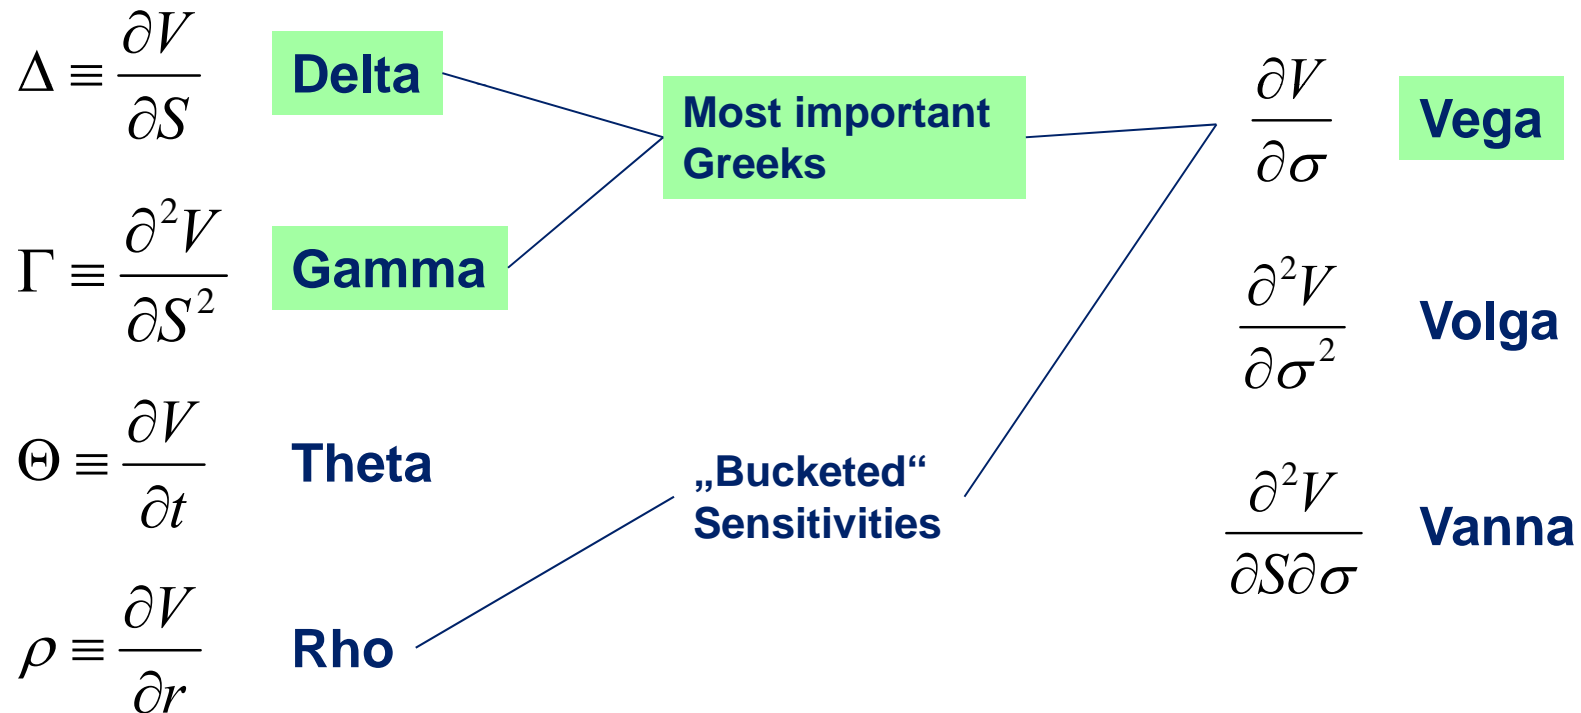 Δ ≡ ∂V/∂S Delta
Γ ≡ ∂²V/∂S² Gamma
Θ ≡ ∂V/∂t Theta
ρ ≡ ∂V/∂r Rho
Most important
Greeks
„Bucketed“
Sensitivities
∂V/∂σ Vega
∂²V/∂σ² Volga
∂²V/∂S∂σ Vanna